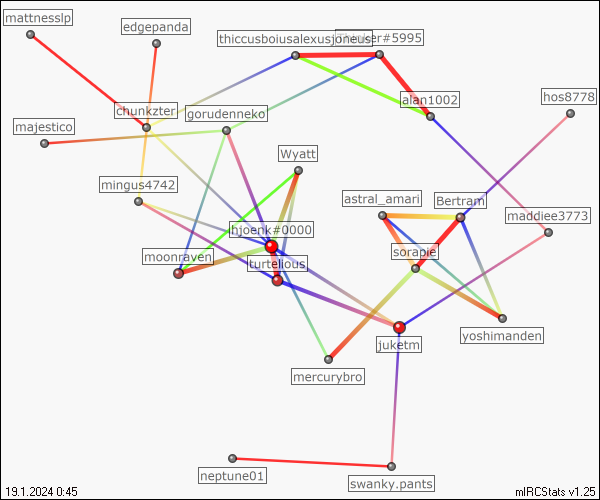 mattnesslp
edgepanda
thiccusboiusalexusjoneus
#5995
alan1002
hos8778
chunkzter
gorudenneko
majestico
Wyatt
mingus4742
astral_amari
Bertram
maddiee3773
hjoenk#0000
moonraven
turtelious
sorapie
juketm
yoshimanden
mercurybro
neptune01
swanky.pants
19.1.2024 0:45
mIRCStats v1.25